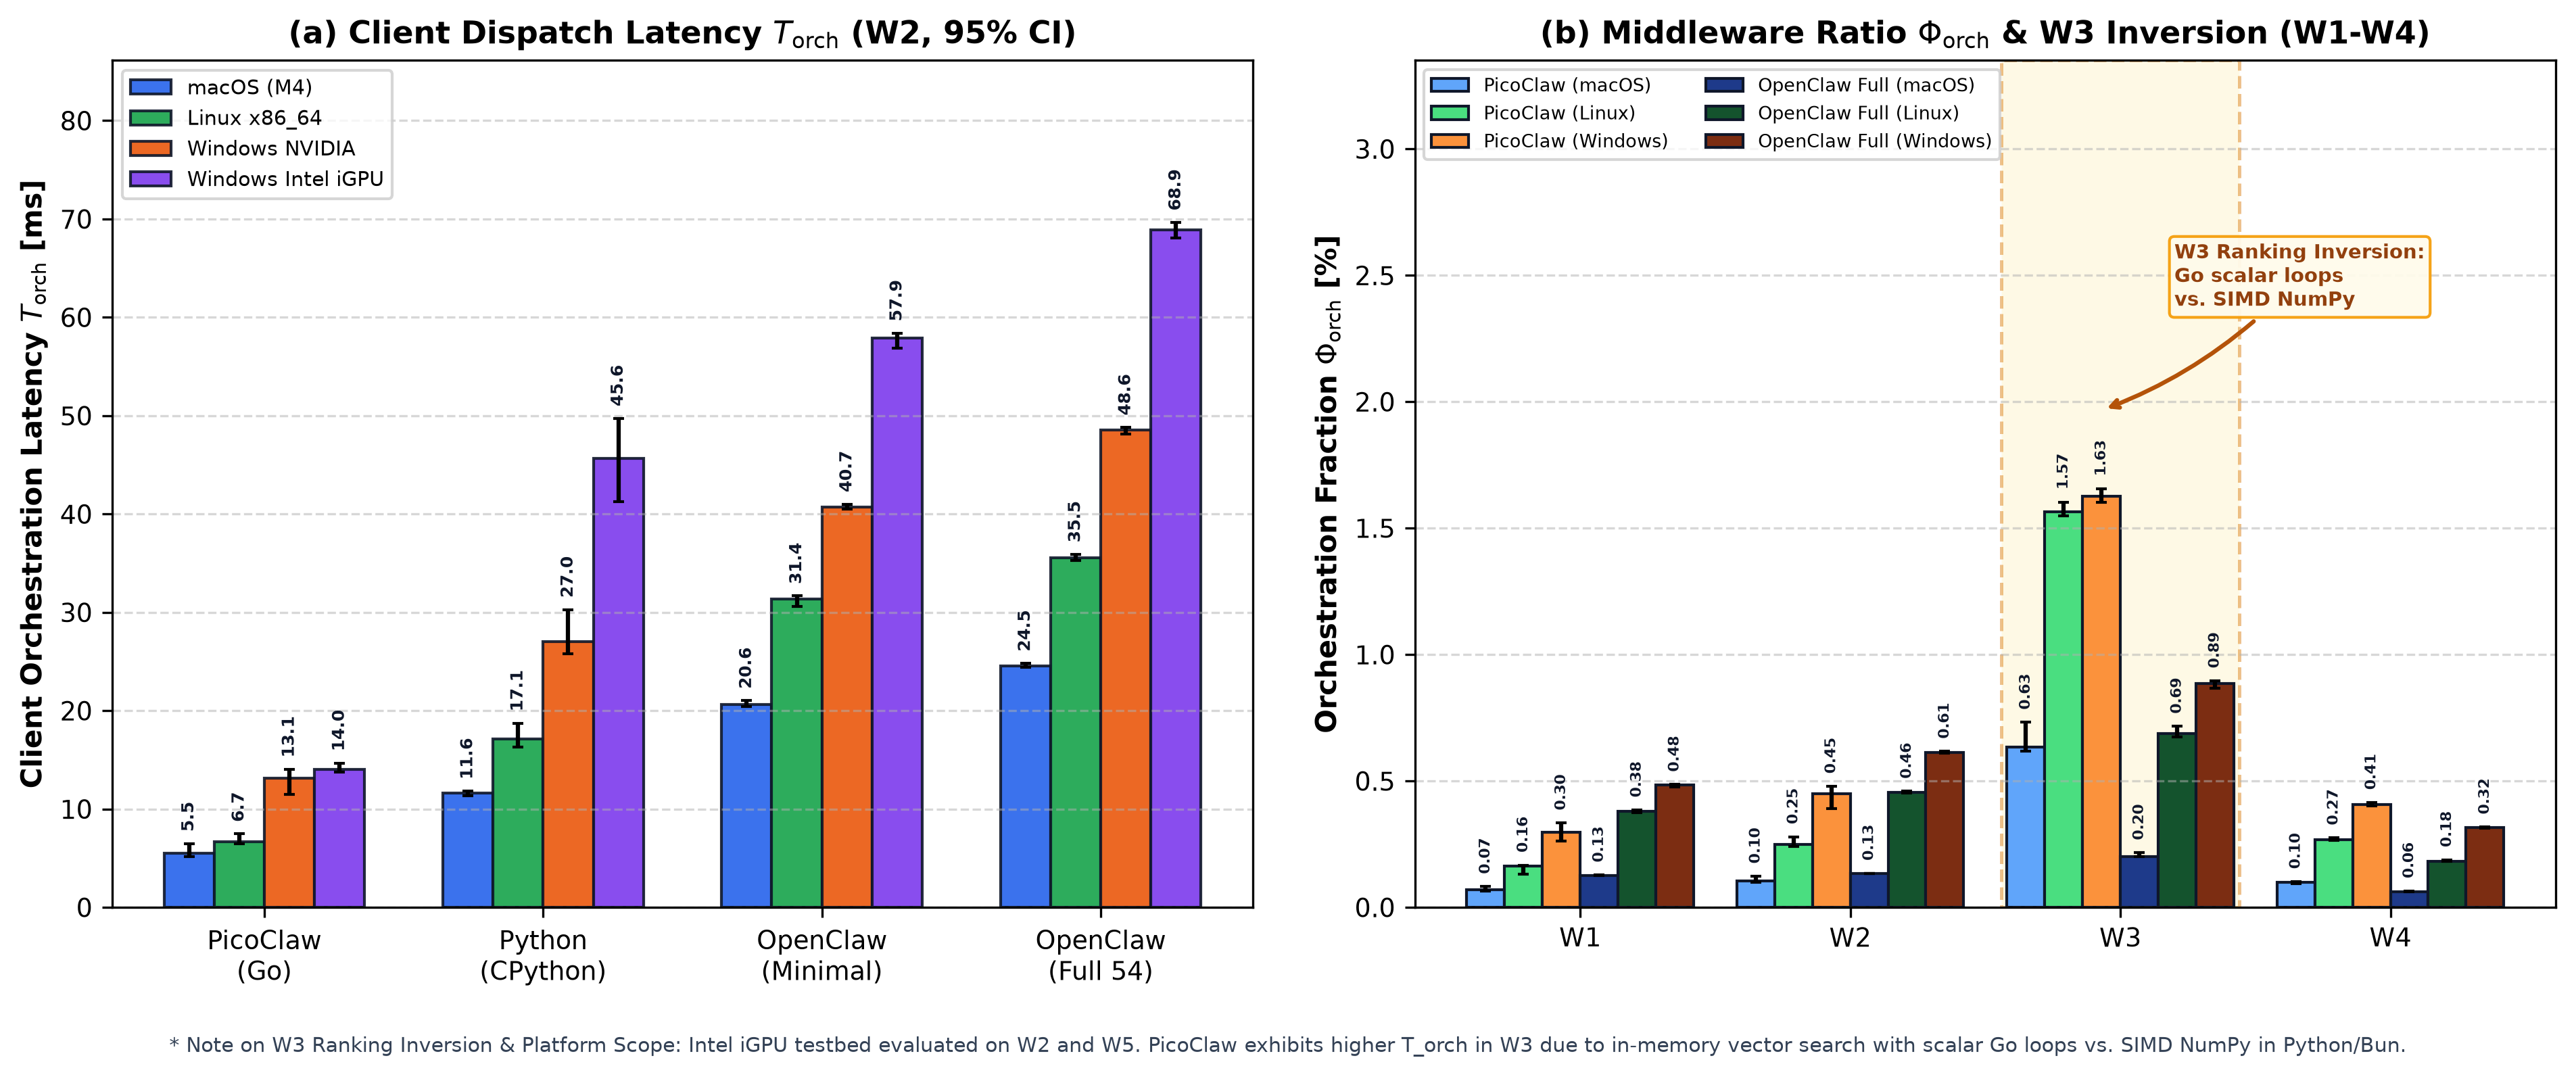 (a) Client Dispatch Latency T_orch (W2, 95% CI)
macOS (M4)
Linux x86_64
Windows NVIDIA
Windows Intel iGPU
Client Orchestration Latency T_orch [ms]
80
70
60
50
40
30
20
10
0
5.5
6.7
13.1
14.0
11.6
17.1
27.0
45.6
20.6
31.4
40.7
57.9
24.5
35.5
48.6
68.9
PicoClaw
(Go)
Python
(CPython)
OpenClaw
(Minimal)
OpenClaw
(Full 54)
(b) Middleware Ratio Φ_orch & W3 Inversion (W1-W4)
PicoClaw (macOS)
PicoClaw (Linux)
PicoClaw (Windows)
OpenClaw Full (macOS)
OpenClaw Full (Linux)
OpenClaw Full (Windows)
Orchestration Fraction Φ_orch [%]
3.0
2.5
2.0
1.5
1.0
0.5
0.0
W3 Ranking Inversion:
Go scalar loops
vs. SIMD NumPy
0.07
0.16
0.30
0.13
0.38
0.48
0.10
0.25
0.45
0.13
0.46
0.61
0.63
1.57
1.63
0.20
0.69
0.89
0.10
0.27
0.41
0.06
0.18
0.32
W1
W2
W3
W4
* Note on W3 Ranking Inversion & Platform Scope: Intel iGPU testbed evaluated on W2 and W5. PicoClaw exhibits higher T_orch in W3 due to in-memory vector search with scalar Go loops vs. SIMD NumPy in Python/Bun.